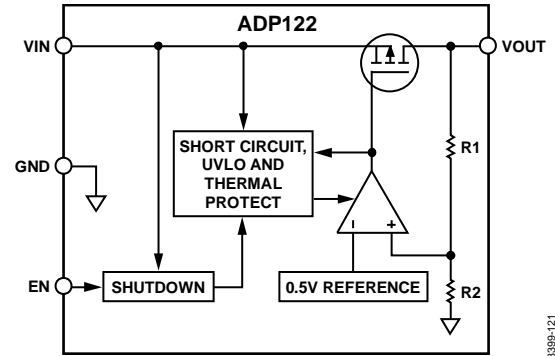 ADP122
VIN
VOUT
SHORT CIRCUIT,
UVLO AND
THERMAL
PROTECT
R1
GND
EN
SHUTDOWN
0.5V REFERENCE
R2